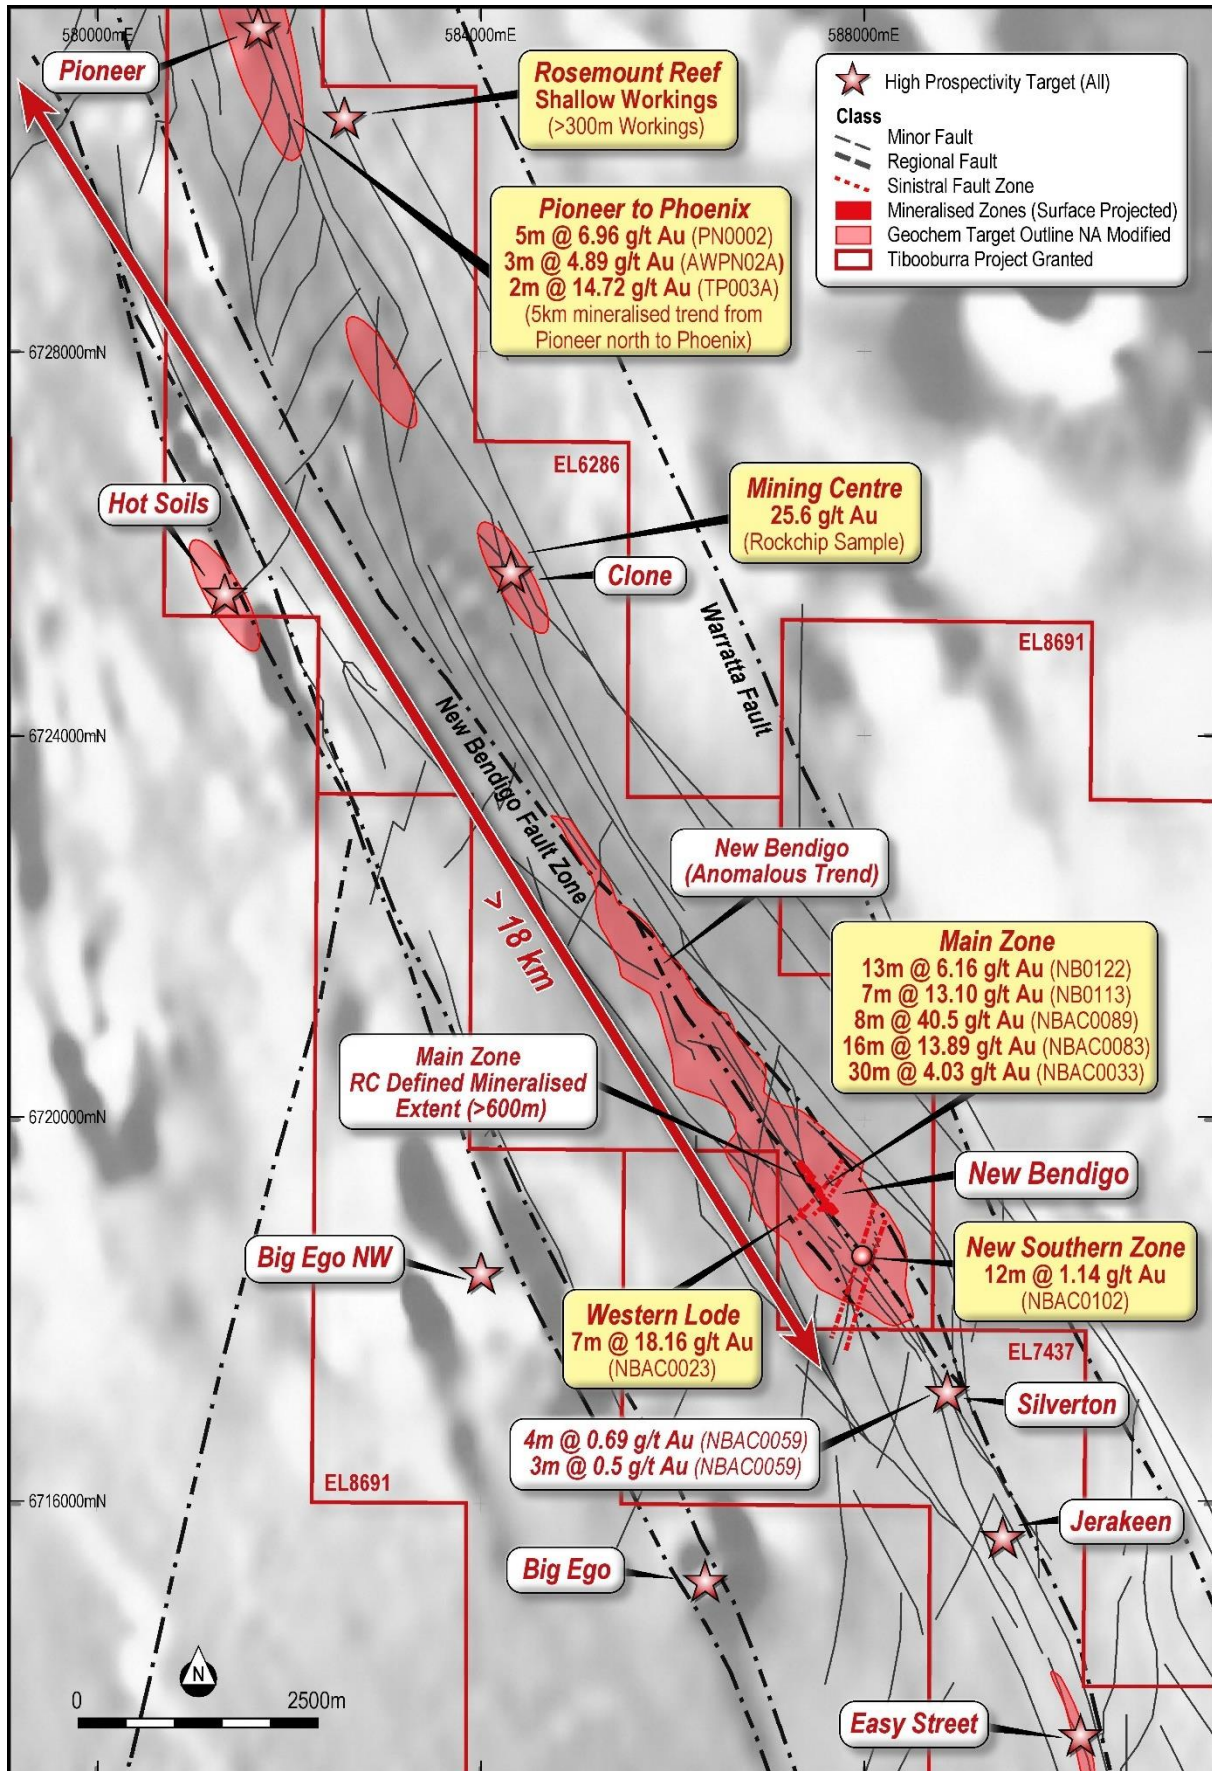 580000mE
584000mE
588000mE
Pioneer
Rosemount Reef
Shallow Workings
(>300m Workings)
High Prospectivity Target (All)
Class
Minor Fault
Regional Fault
Sinistral Fault Zone
Mineralised Zones (Surface Projected)
Geochem Target Outline NA Modified
Tibooburra Project Granted
Pioneer to Phoenix
5m @ 6.96 g/t Au (PN0002)
3m @ 4.89 g/t Au (AWPN02A)
2m @ 14.72 g/t Au (TP003A)
(5km mineralised trend from
Pioneer north to Phoenix)
6728000mN
EL6286
Hot Soils
Mining Centre
25.6 g/t Au
(Rockchip Sample)
Clone
Warratta Fault
EL8691
6724000mN
New Bendigo Fault Zone
New Bendigo
(Anomalous Trend)
> 18 km
Main Zone
13m @ 6.16 g/t Au (NB0122)
7m @ 13.10 g/t Au (NB0113)
8m @ 40.5 g/t Au (NBAC0089)
16m @ 13.89 g/t Au (NBAC0083)
30m @ 4.03 g/t Au (NBAC0033)
Main Zone
RC Defined Mineralised
Extent (>600m)
6720000mN
New Bendigo
Big Ego NW
New Southern Zone
12m @ 1.14 g/t Au
(NBAC0102)
Western Lode
7m @ 18.16 g/t Au
(NBAC0023)
EL7437
Silverton
4m @ 0.69 g/t Au (NBAC0059)
3m @ 0.5 g/t Au (NBAC0059)
EL8691
6716000mN
Jerakeen
Big Ego
N
0
2500m
Easy Street